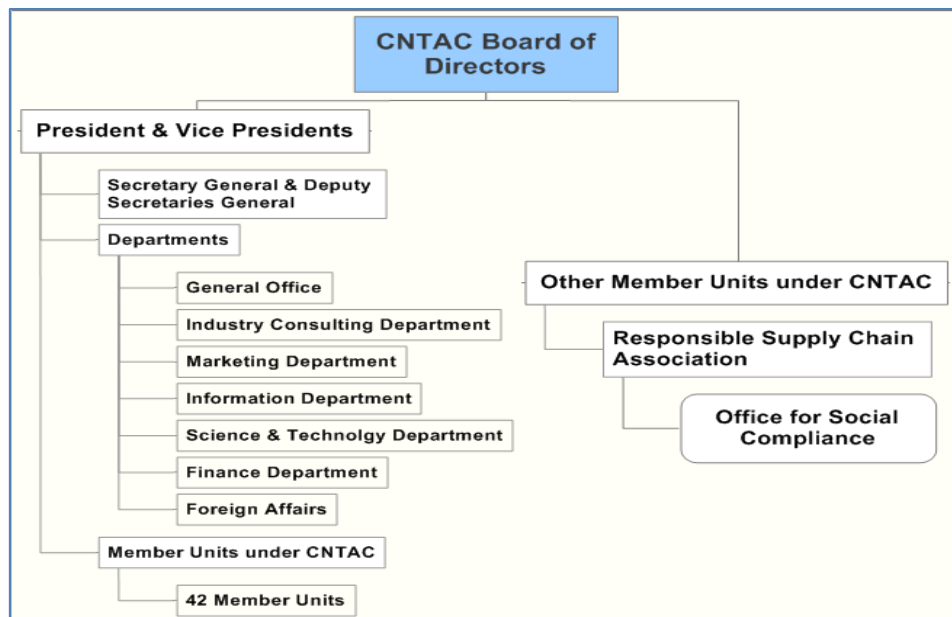 CNTAC Board of
Directors
President & Vice Presidents
Secretary General & Deputy
Secretaries General
Departments
General Office
Industry Consulting Department
Marketing Department
Information Department
Science & Technolgy Department
Finance Department
Foreign Affairs
Member Units under CNTAC
42 Member Units
Other Member Units under CNTAC
Responsible Supply Chain
Association
Office for Social
Compliance